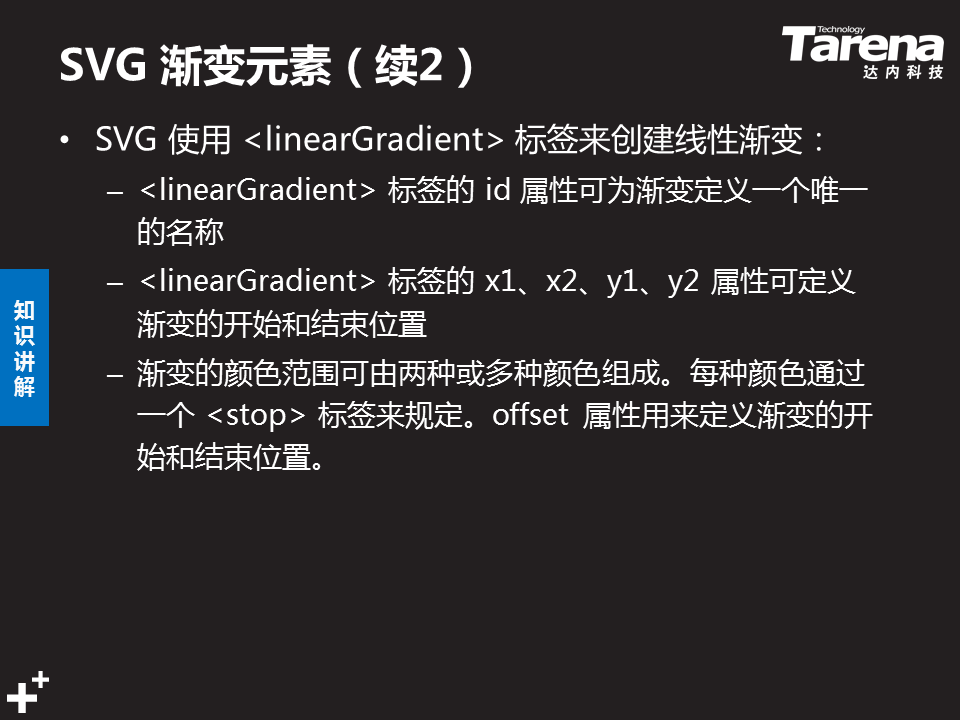 SVG 渐变元素（续2）
Technology
Tarena
达内科技
• SVG 使用 <linearGradient> 标签来创建线性渐变：
– <linearGradient> 标签的 id 属性可为渐变定义一个唯一
的名称
– <linearGradient> 标签的 x1、x2、y1、y2 属性可定义
渐变的开始和结束位置
– 渐变的颜色范围可由两种或多种颜色组成。每种颜色通过
一个 <stop> 标签来规定。offset 属性用来定义渐变的开
始和结束位置。
知
识
讲
解